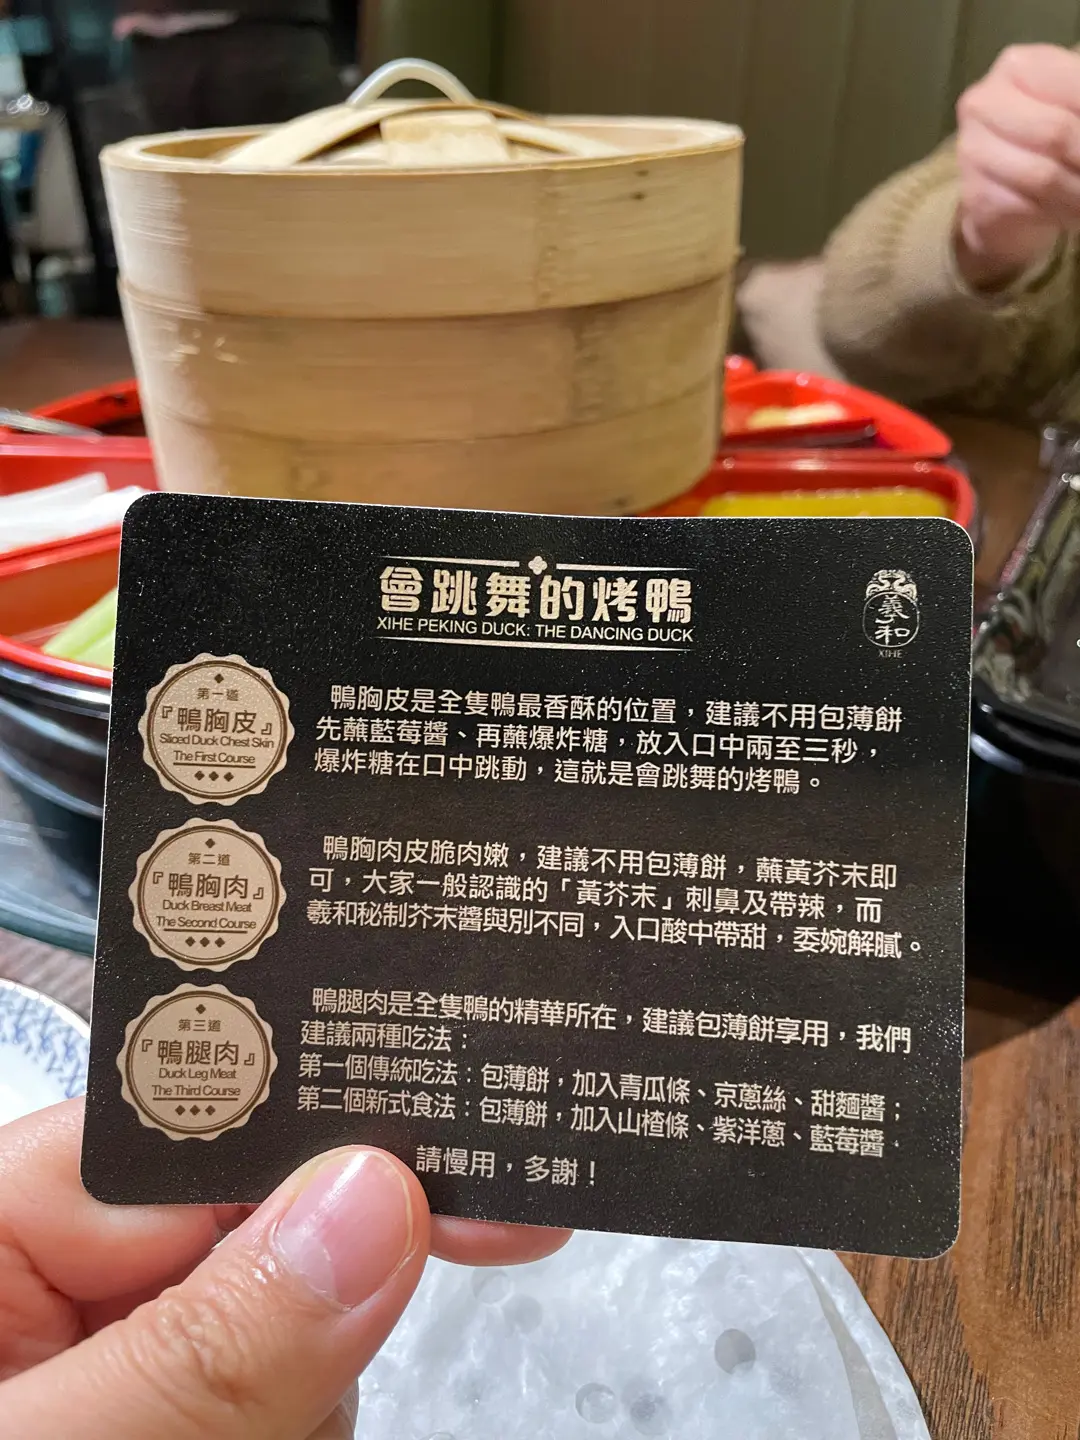 會跳舞的烤鴨
XIHE PEKING DUCK: THE DANCING DUCK
義和
XIHE
第一道
『鴨胸皮』
Sliced Duck Chest Skin
The First Course
鴨胸皮是全隻鴨最香酥的位置，建議不用包薄餅
先蘸藍莓醬、再蘸爆炸糖，放入口中兩至三秒，
爆炸糖在口中跳動，這就是會跳舞的烤鴨。
第二道
『鴨胸肉』
Duck Breast Meat
The Second Course
鴨胸肉皮脆肉嫩，建議不用包薄餅，蘸黃芥末即
可，大家一般認識的「黃芥末」刺鼻及帶辣，而
羲和秘制芥末醬與別不同，入口酸中帶甜，委婉解膩。
第三道
『鴨腿肉』
Duck Leg Meat
The Third Course
鴨腿肉是全隻鴨的精華所在，建議包薄餅享用，我們
建議兩種吃法：
第一個傳統吃法：包薄餅，加入青瓜條、京蔥絲、甜麵醬；
第二個新式食法：包薄餅，加入山楂條、紫洋蔥、藍莓醬。
請慢用，多謝！